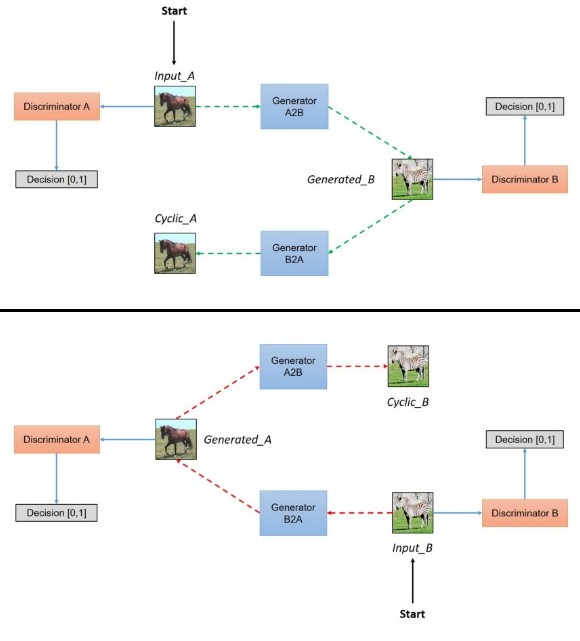 Start
Input_A
Discriminator A
Generator
A2B
Decision [0,1]
Decision [0,1]
Generated_B
Discriminator B
Cyclic_A
Generator
B2A
Generator
A2B
Cyclic_B
Discriminator A
Generated_A
Decision [0,1]
Decision [0,1]
Generator
B2A
Discriminator B
Input_B
Start